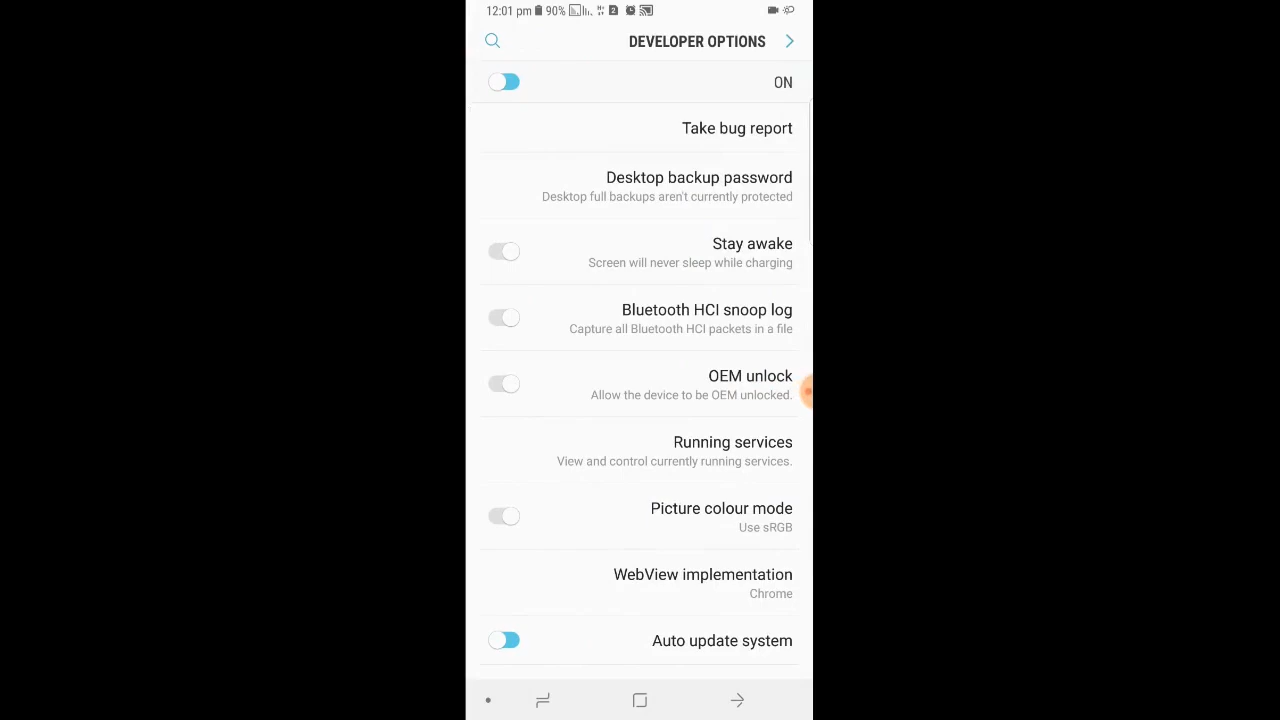 12:01 pm 90%
DEVELOPER OPTIONS
ON
Take bug report
Desktop backup password
Desktop full backups aren't currently protected
Stay awake
Screen will never sleep while charging
Bluetooth HCI snoop log
Capture all Bluetooth HCI packets in a file
OEM unlock
Allow the device to be OEM unlocked.
Running services
View and control currently running services.
Picture colour mode
Use sRGB
WebView implementation
Chrome
Auto update system